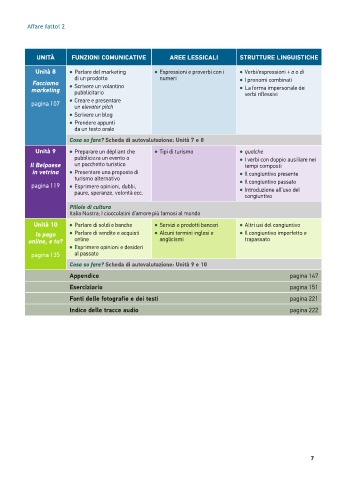 Affare fatto! 2
UNITÀ FUNZIONI COMUNICATIVE AREE LESSICALI STRUTTURE LINGUISTICHE
Unità 8
Facciamo
marketing
pagina 107
• Parlare del marketing
di un prodotto
• Scrivere un volantino
pubblicitario
• Creare e presentare
un elevator pitch
• Scrivere un blog
• Prendere appunti
da un testo orale
• Espressioni e proverbi con i
numeri
• Verbi/espressioni + a o di
• I pronomi combinati
• La forma impersonale dei
verbi riflessivi
Cosa so fare? Scheda di autovalutazione: Unità 7 e 8
Unità 9
Il Belpaese
in vetrina
pagina 119
• Preparare un dépliant che
pubblicizza un evento o
un pacchetto turistico
• Presentare una proposta di
turismo alternativo
• Esprimere opinioni, dubbi,
paure, speranze, volontà ecc.
• Tipi di turismo
• qualche
• I verbi con doppio ausiliare nei
tempi composti
• Il congiuntivo presente
• Il congiuntivo passato
• Introduzione all'uso del
congiuntivo
Pillole di cultura
Italia Nostra; I cioccolatini d'amore più famosi al mondo
Unità 10
Io pago
online, e tu?
pagina 135
• Parlare di soldi e banche
• Parlare di vendite e acquisti
online
• Esprimere opinioni e desideri
al passato
• Servizi e prodotti bancari
• Alcuni termini inglesi e
anglicismi
• Altri usi del congiuntivo
• Il congiuntivo imperfetto e
trapassato
Cosa so fare? Scheda di autovalutazione: Unità 9 e 10
Appendice pagina 147
Eserciziario pagina 151
Fonti delle fotografie e dei testi pagina 221
Indice delle tracce audio pagina 222
7